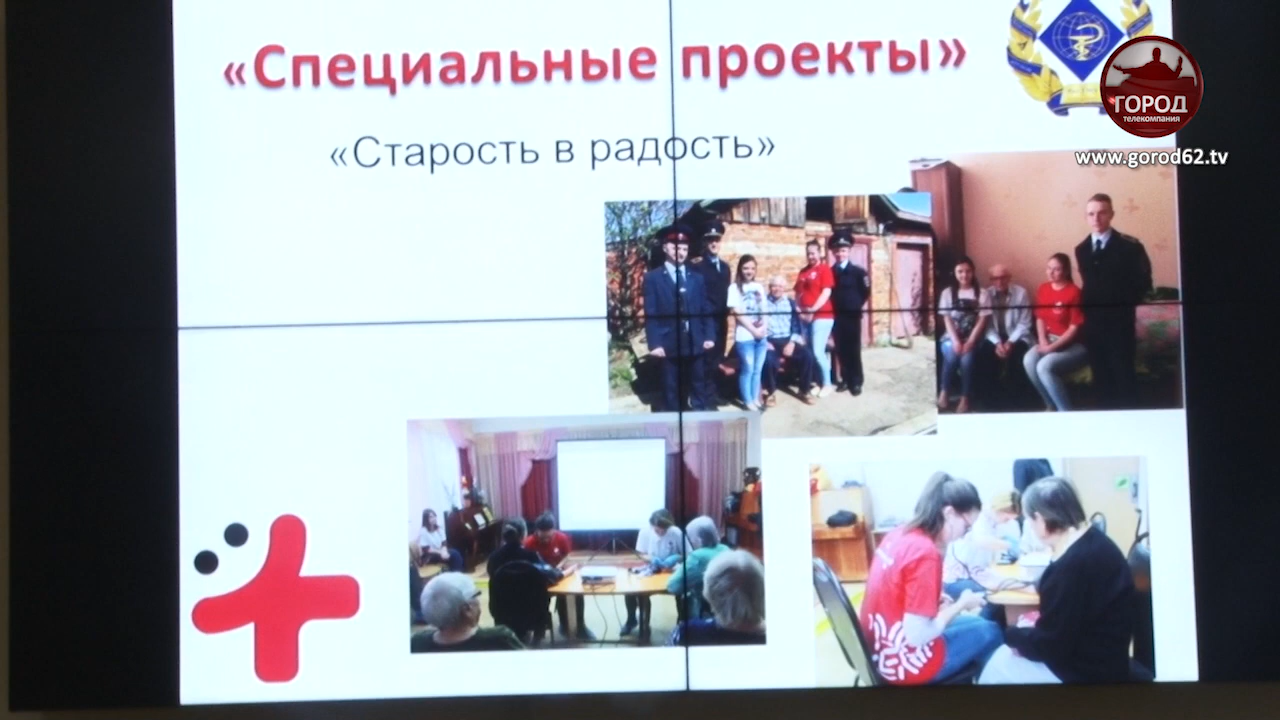 «Специальные проекты»
«Старость в радость»
ГОРОД
телекомпания
www.gorod62.tv